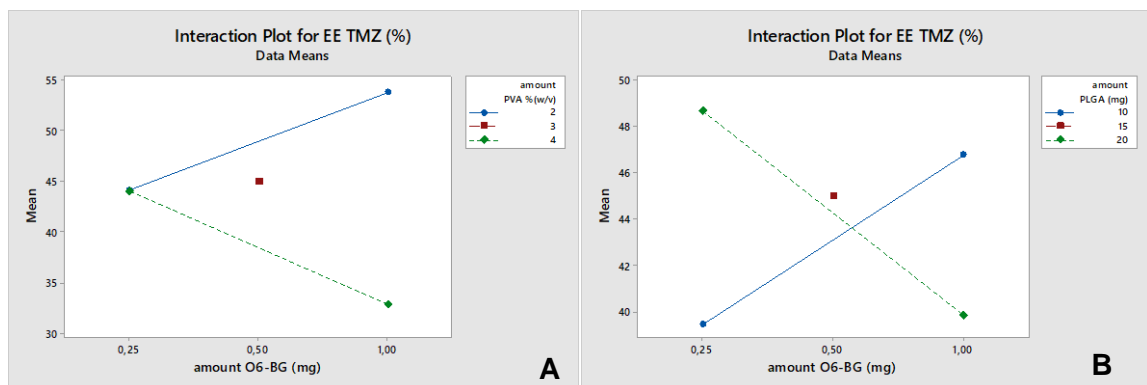 Interaction Plot for EE TMZ (%)
Data Means
55
50
45
40
35
30
Mean
0,25
0,50
1,00
amount O6-BG (mg)
amount
PVA %(w/v)
2
3
4
A
Interaction Plot for EE TMZ (%)
Data Means
50
48
46
44
42
40
Mean
0,25
0,50
1,00
amount O6-BG (mg)
amount
PLGA (mg)
10
15
20
B